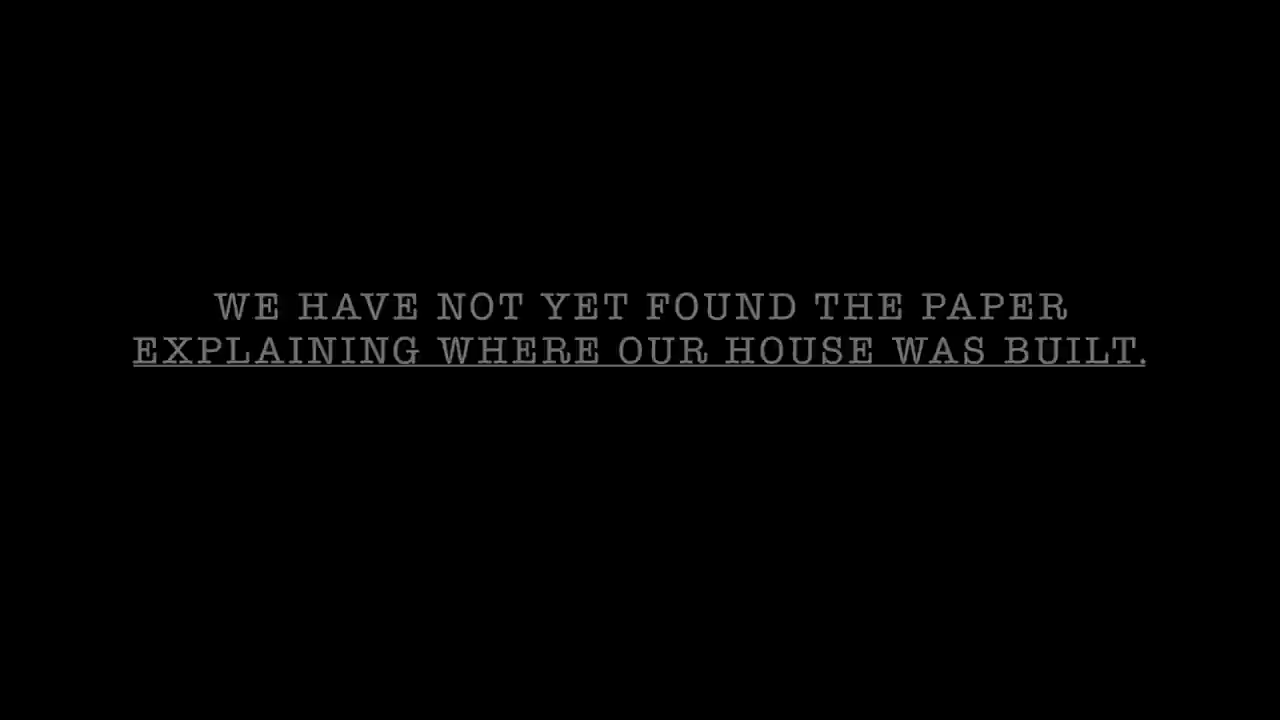 WE HAVE NOT YET FOUND THE PAPER
EXPLAINING WHERE OUR HOUSE WAS BUILT.